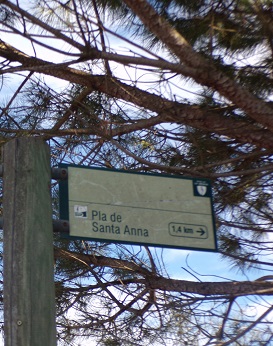 Pla de
Santa Anna
1,4 km →